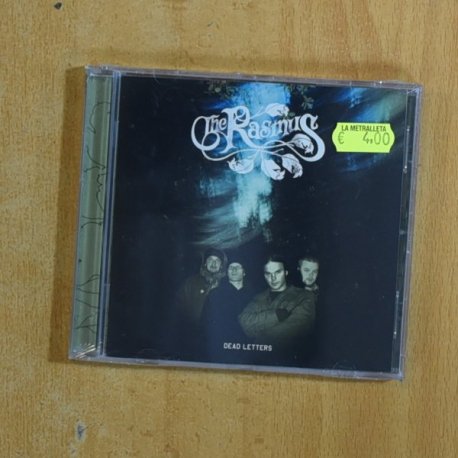 The Rasmus
LA METRALLETA
€ 4,00
DEAD LETTERS